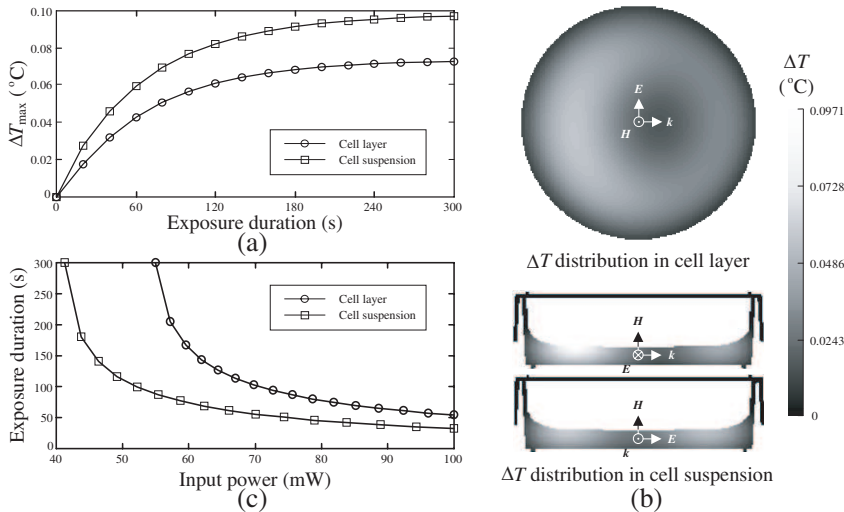 0.10
0.08
0.06
0.04
0.02
0
ΔTmax (°C)
Cell layer
Cell suspension
0 60 120 180 240 300
Exposure duration (s)
(a)
300
250
200
150
100
50
0
Exposure duration (s)
Cell layer
Cell suspension
40 50 60 70 80 90 100
Input power (mW)
(c)
E
H k
ΔT distribution in cell layer
H
k
E
H
E
k
ΔT distribution in cell suspension
(b)
ΔT
(°C)
0.0971
0.0728
0.0486
0.0243
0